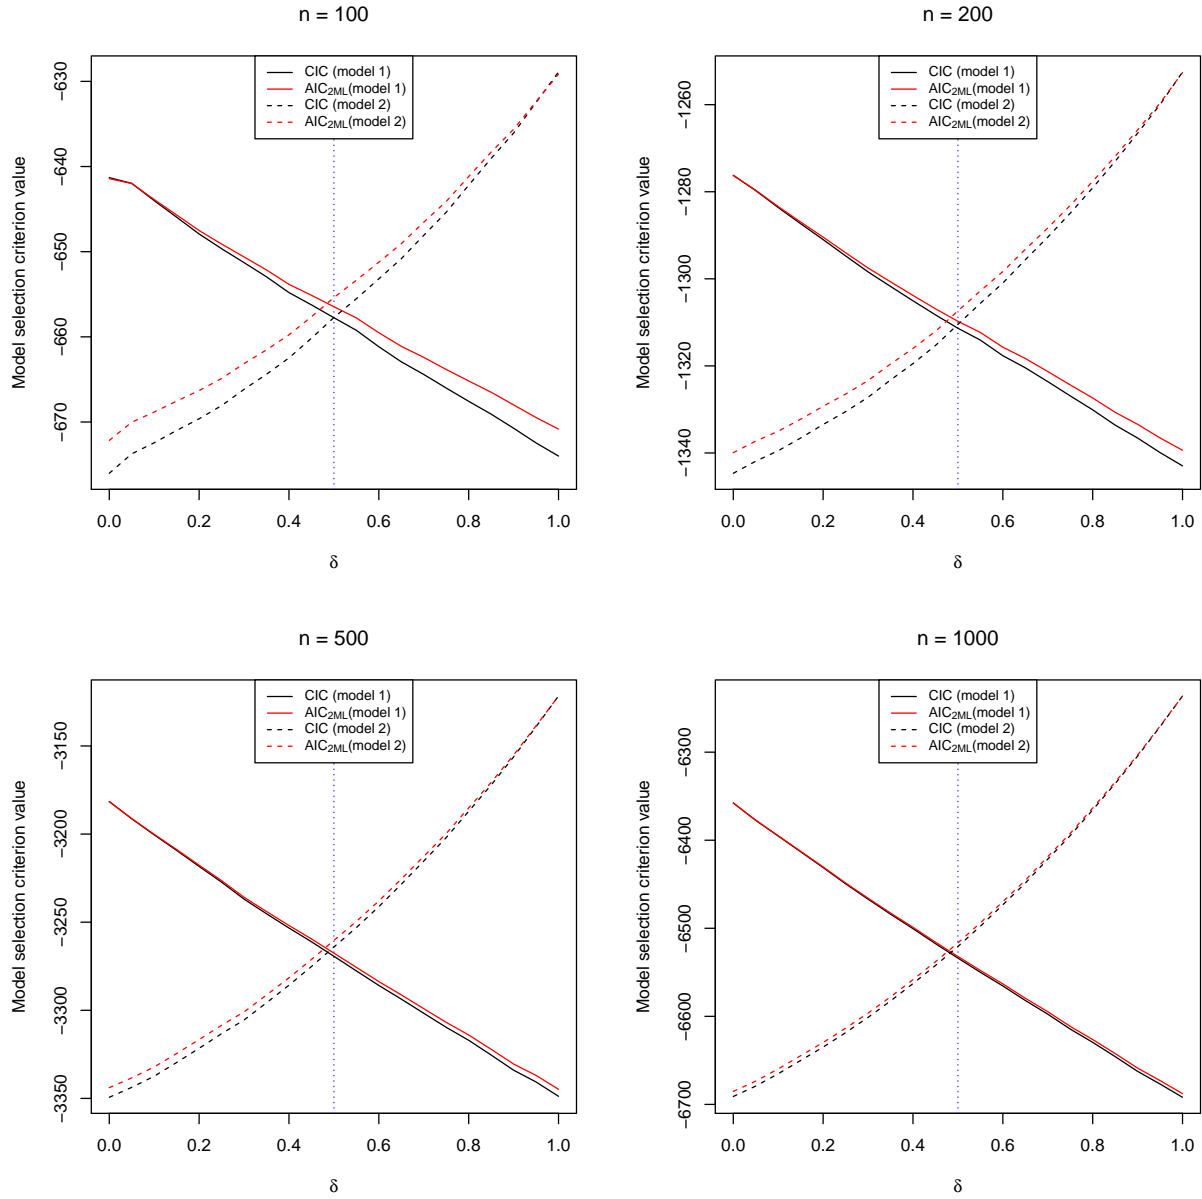 n = 100
Model selection criterion value
−630
−640
−650
−660
−670
CIC (model 1)
AIC2ML(model 1)
CIC (model 2)
AIC2ML(model 2)
0.0 0.2 0.4 0.6 0.8 1.0
δ
n = 200
Model selection criterion value
−1260
−1280
−1300
−1320
−1340
CIC (model 1)
AIC2ML(model 1)
CIC (model 2)
AIC2ML(model 2)
0.0 0.2 0.4 0.6 0.8 1.0
δ
n = 500
Model selection criterion value
−3150
−3200
−3250
−3300
−3350
CIC (model 1)
AIC2ML(model 1)
CIC (model 2)
AIC2ML(model 2)
0.0 0.2 0.4 0.6 0.8 1.0
δ
n = 1000
Model selection criterion value
−6300
−6400
−6500
−6600
−6700
CIC (model 1)
AIC2ML(model 1)
CIC (model 2)
AIC2ML(model 2)
0.0 0.2 0.4 0.6 0.8 1.0
δ